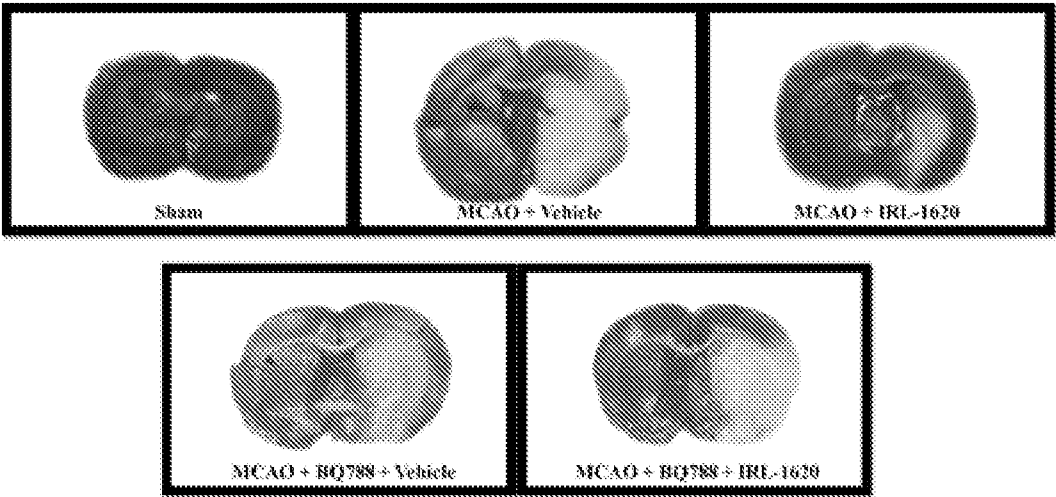 Sham
MCAO + Vehicle
MCAO + IRL-1620
MCAO + BQ788 + Vehicle
MCAO + BQ788 + IRL-1620